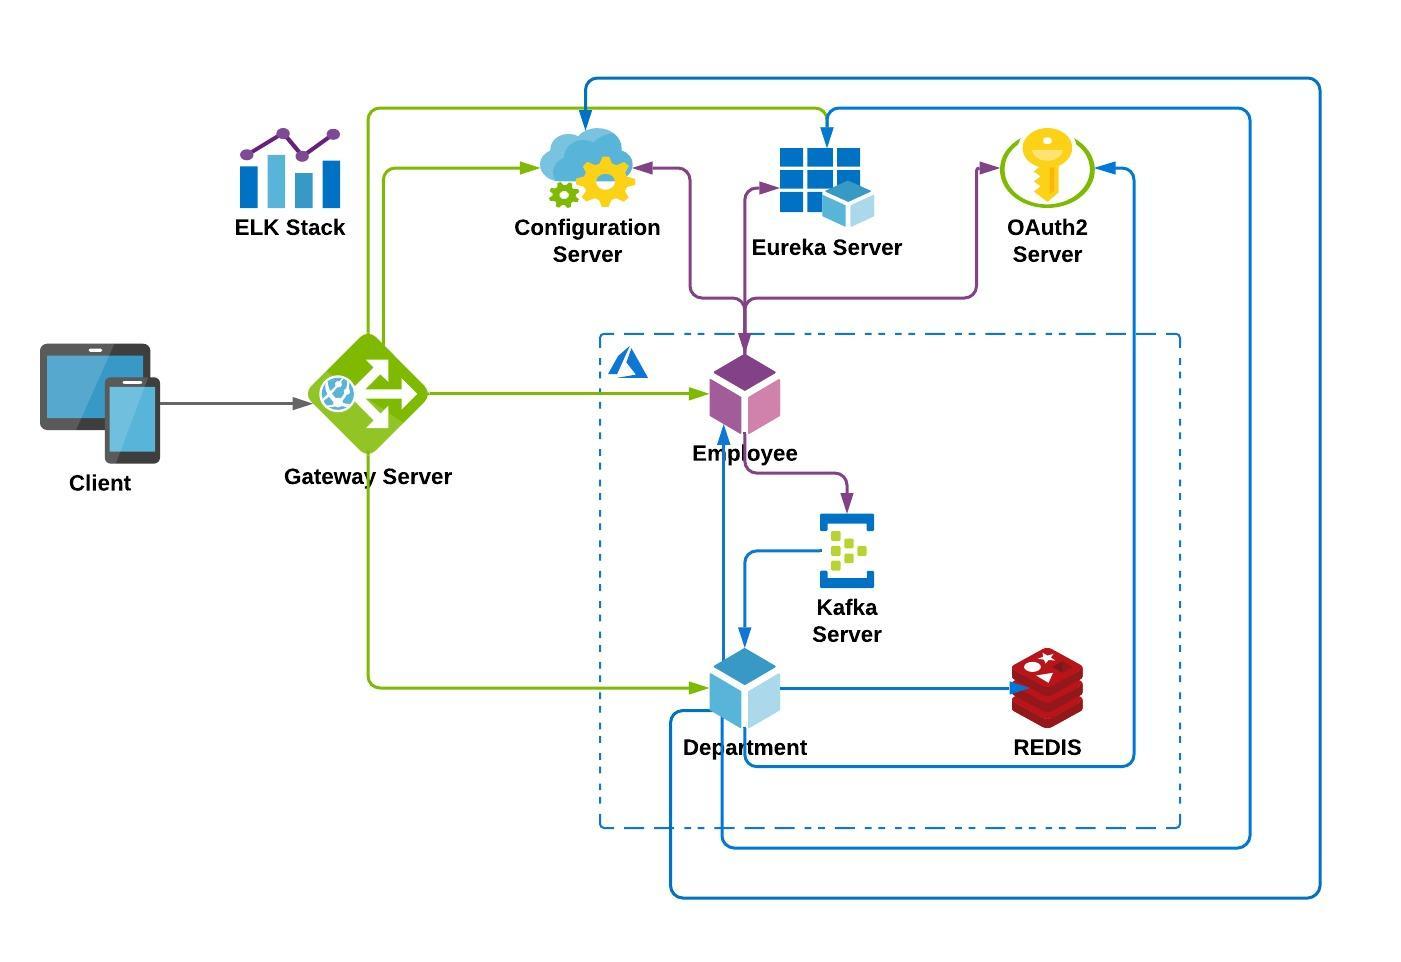 ELK Stack
Configuration
Server
Eureka Server
OAuth2
Server
Client
Gateway Server
Employee
Kafka
Server
Department
REDIS